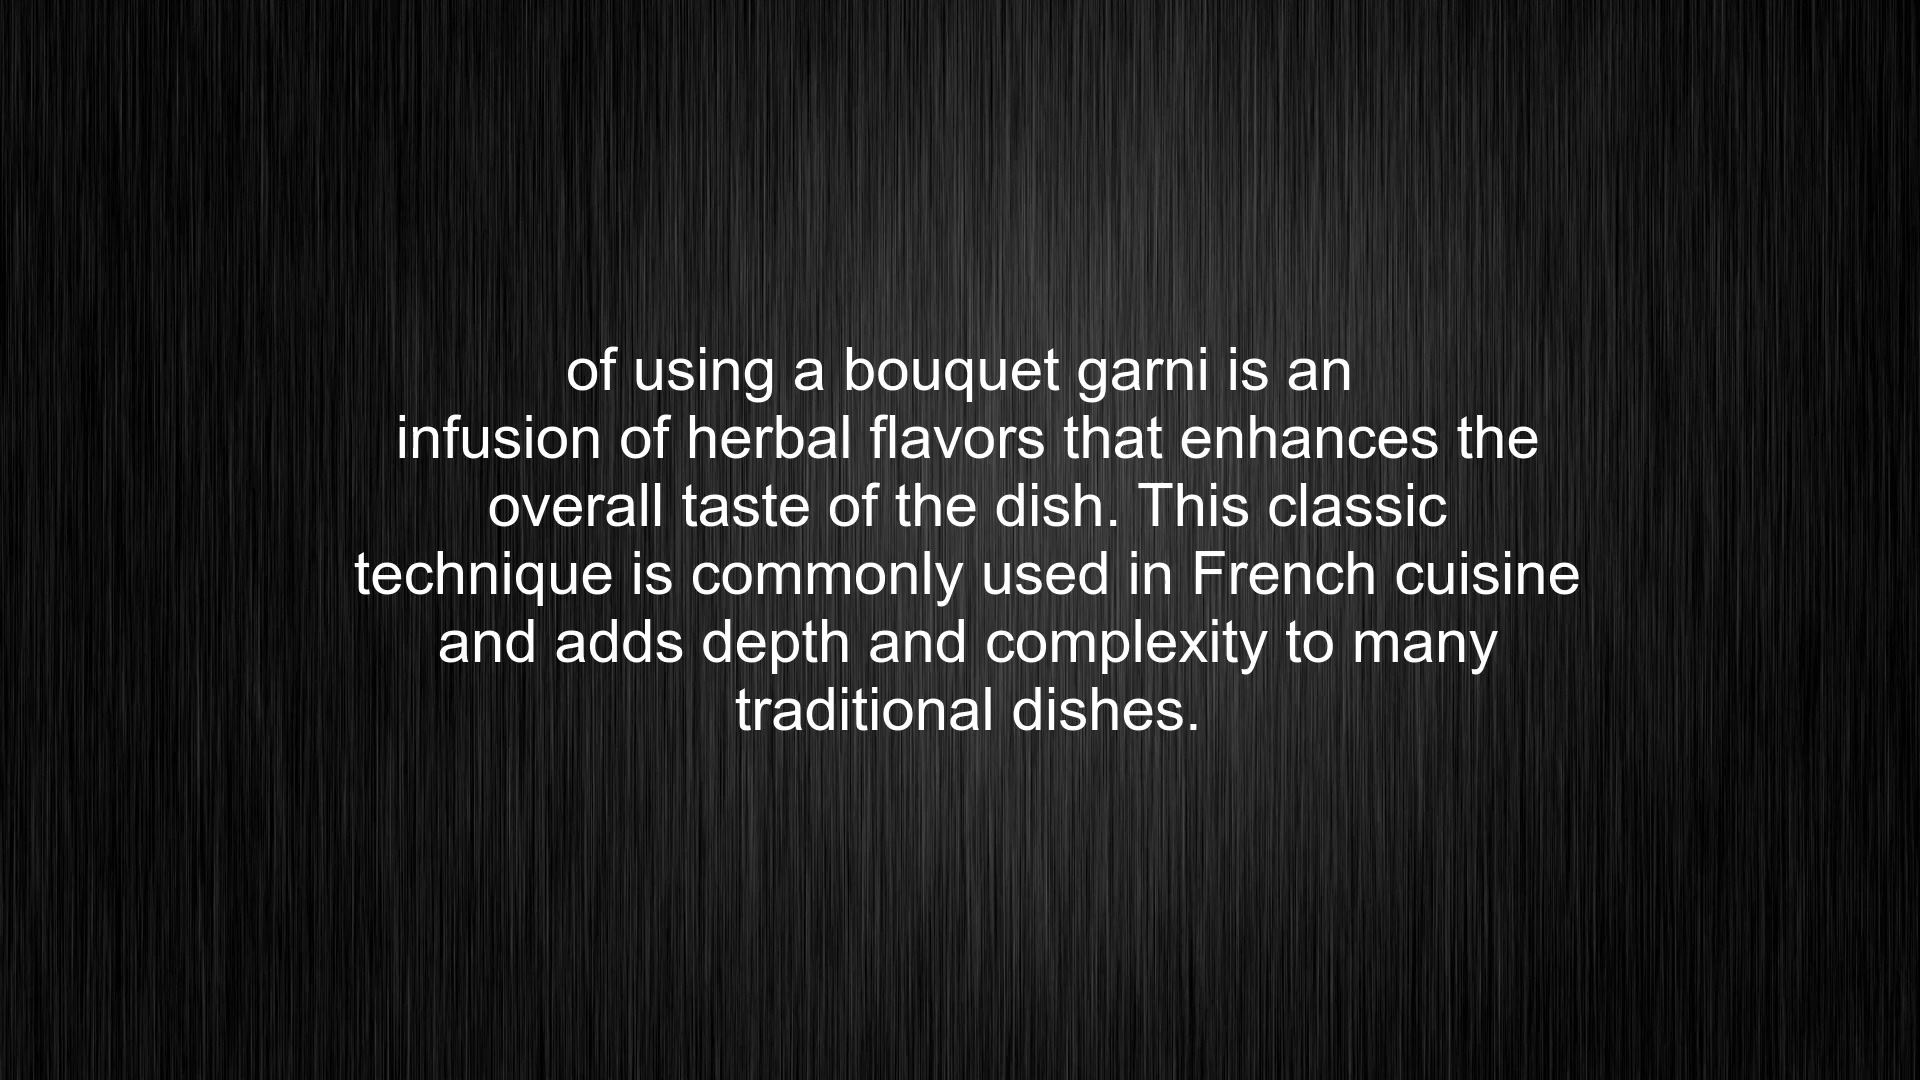 of using a bouquet garni is an
infusion of herbal flavors that enhances the
overall taste of the dish. This classic
technique is commonly used in French cuisine
and adds depth and complexity to many
traditional dishes.